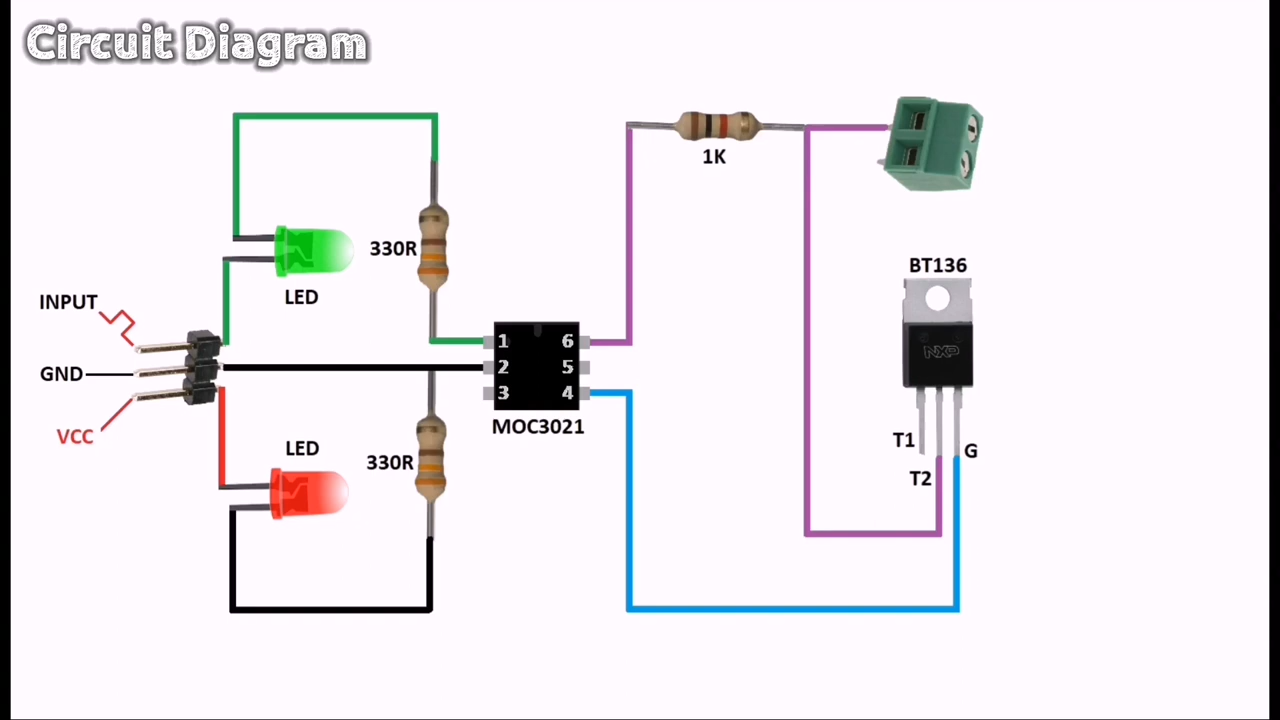 Circuit Diagram
1K
BT136
330R
LED
INPUT
1
6
NXP
GND
2
5
3
4
VCC
MOC3021
LED
330R
T1
G
T2